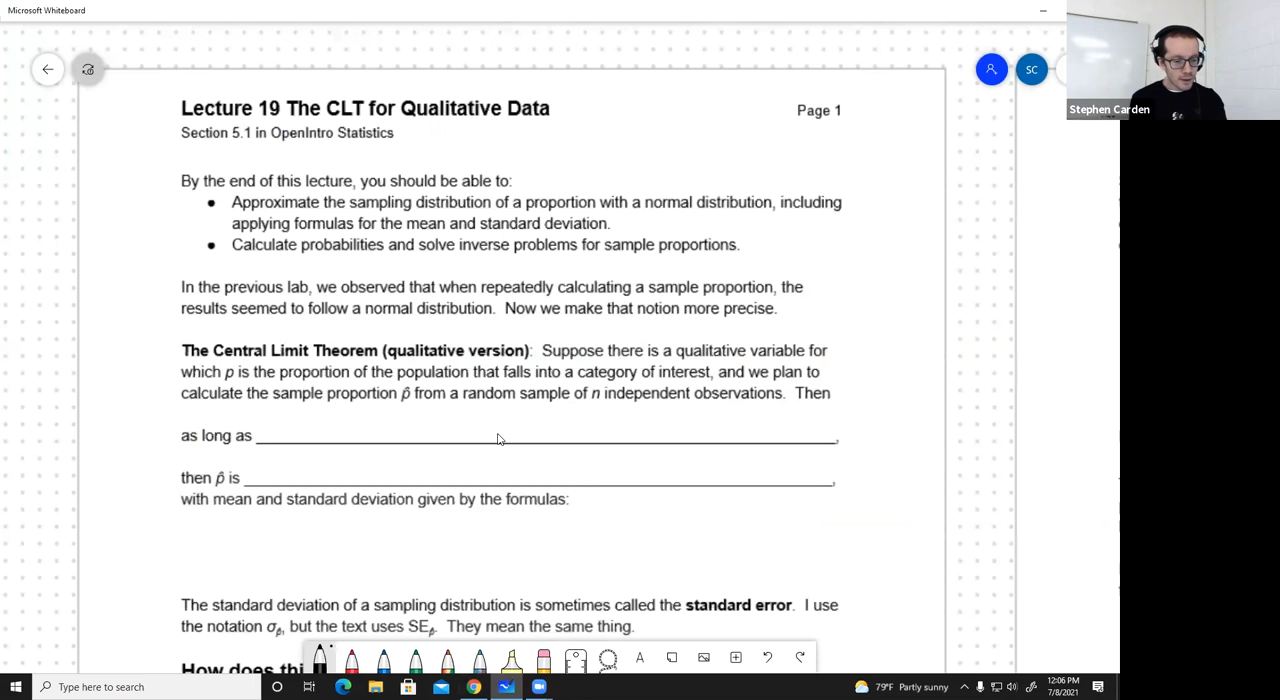 Microsoft Whiteboard
SC
Stephen Carden
Lecture 19 The CLT for Qualitative Data
Page 1
Section 5.1 in OpenIntro Statistics
By the end of this lecture, you should be able to:
● Approximate the sampling distribution of a proportion with a normal distribution, including
applying formulas for the mean and standard deviation.
● Calculate probabilities and solve inverse problems for sample proportions.
In the previous lab, we observed that when repeatedly calculating a sample proportion, the
results seemed to follow a normal distribution. Now we make that notion more precise.
The Central Limit Theorem (qualitative version): Suppose there is a qualitative variable for
which p is the proportion of the population that falls into a category of interest, and we plan to
calculate the sample proportion p̂ from a random sample of n independent observations. Then
as long as ____________________,
then p̂ is ____________________,
with mean and standard deviation given by the formulas:
The standard deviation of a sampling distribution is sometimes called the standard error. I use
the notation σp̂, but the text uses SEp̂. They mean the same thing.
How does thi
A
Type here to search
79°F Partly sunny
12:06 PM
7/8/2021